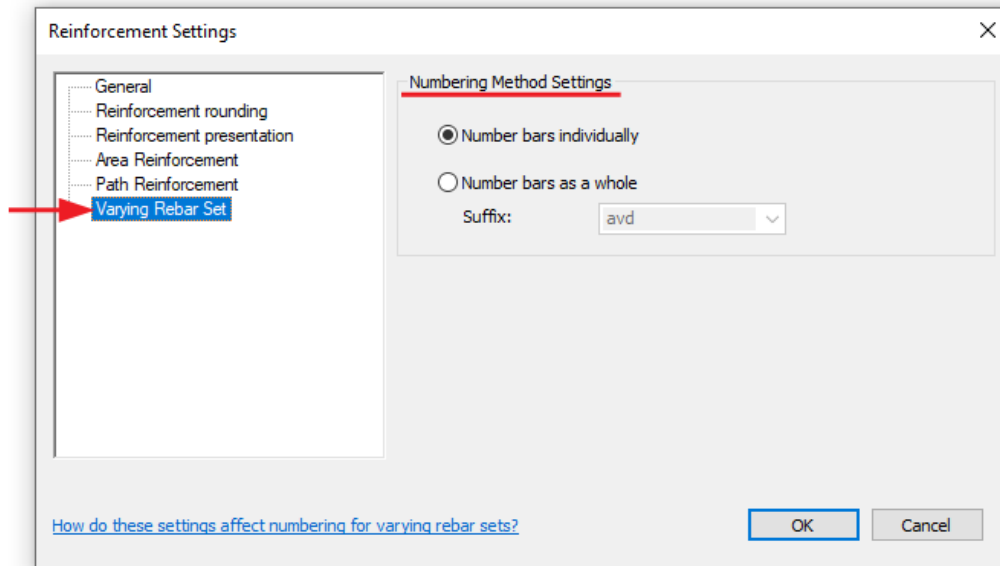 Reinforcement Settings
General
Reinforcement rounding
Reinforcement presentation
Area Reinforcement
Path Reinforcement
Varying Rebar Set
Numbering Method Settings
Number bars individually
Number bars as a whole
Suffix: avd
How do these settings affect numbering for varying rebar sets?
OK Cancel